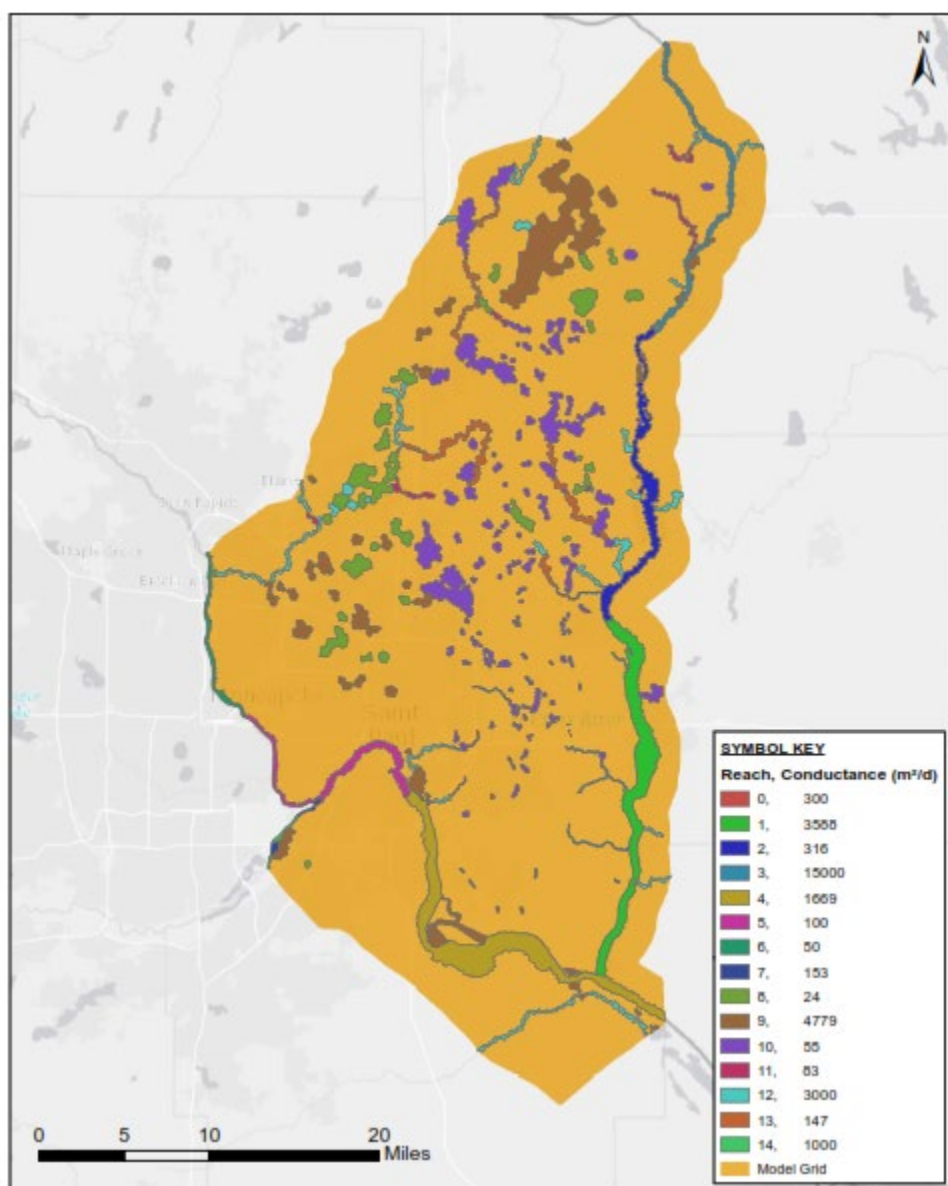 N
Saint
Paul
SYMBOL KEY
Reach, Conductance (m²/d)
0, 300
1, 3588
2, 316
3, 15000
4, 1669
5, 100
6, 50
7, 153
8, 24
9, 4779
10, 85
11, 83
12, 3000
13, 147
14, 1000
Model Grid
0 5 10 20
Miles